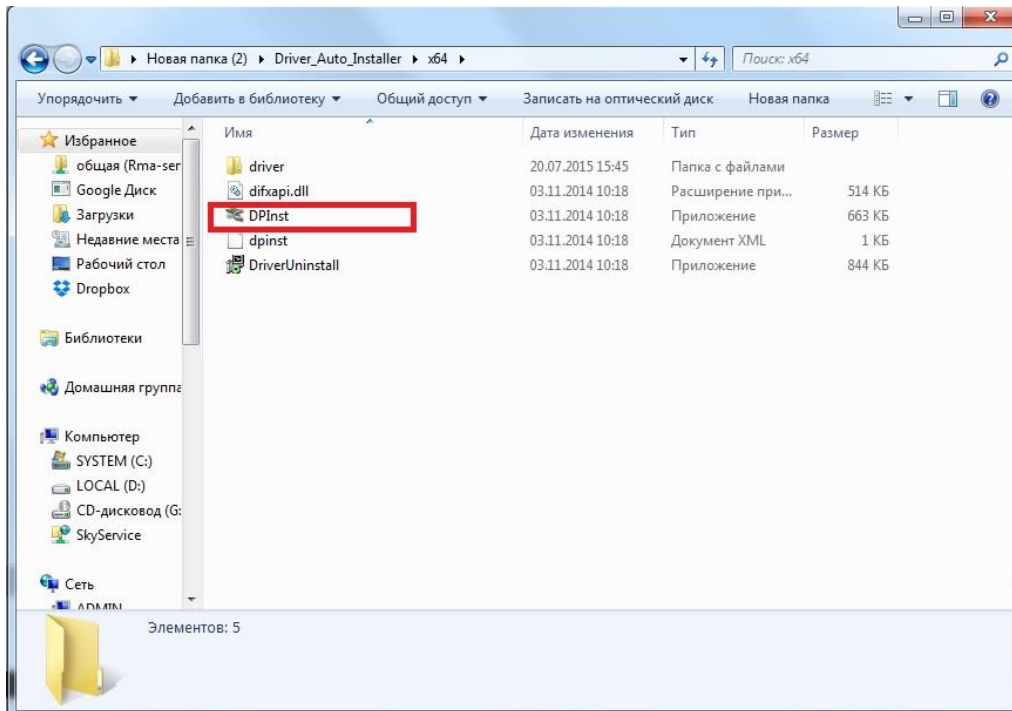 Новая папка (2) Driver_Auto_Installer x64 Поиск: x64
Упорядочить Добавить в библиотеку Общий доступ Записать на оптический диск Новая папка
Имя Дата изменения Тип Размер
Избранное
общая (Rma-ser
Google Диск
Загрузки
Недавние места
Рабочий стол
Dropbox
Библиотеки
Домашняя группа
Компьютер
SYSTEM (C:)
LOCAL (D:)
CD-дисковод (G:
SkyService
Сеть
ADMIN
driver 20.07.2015 15:45 Папка с файлами
difxapi.dll 03.11.2014 10:18 Расширение при... 514 КБ
DPInst 03.11.2014 10:18 Приложение 663 КБ
dpinst 03.11.2014 10:18 Документ XML 1 КБ
DriverUninstall 03.11.2014 10:18 Приложение 844 КБ
Элементов: 5